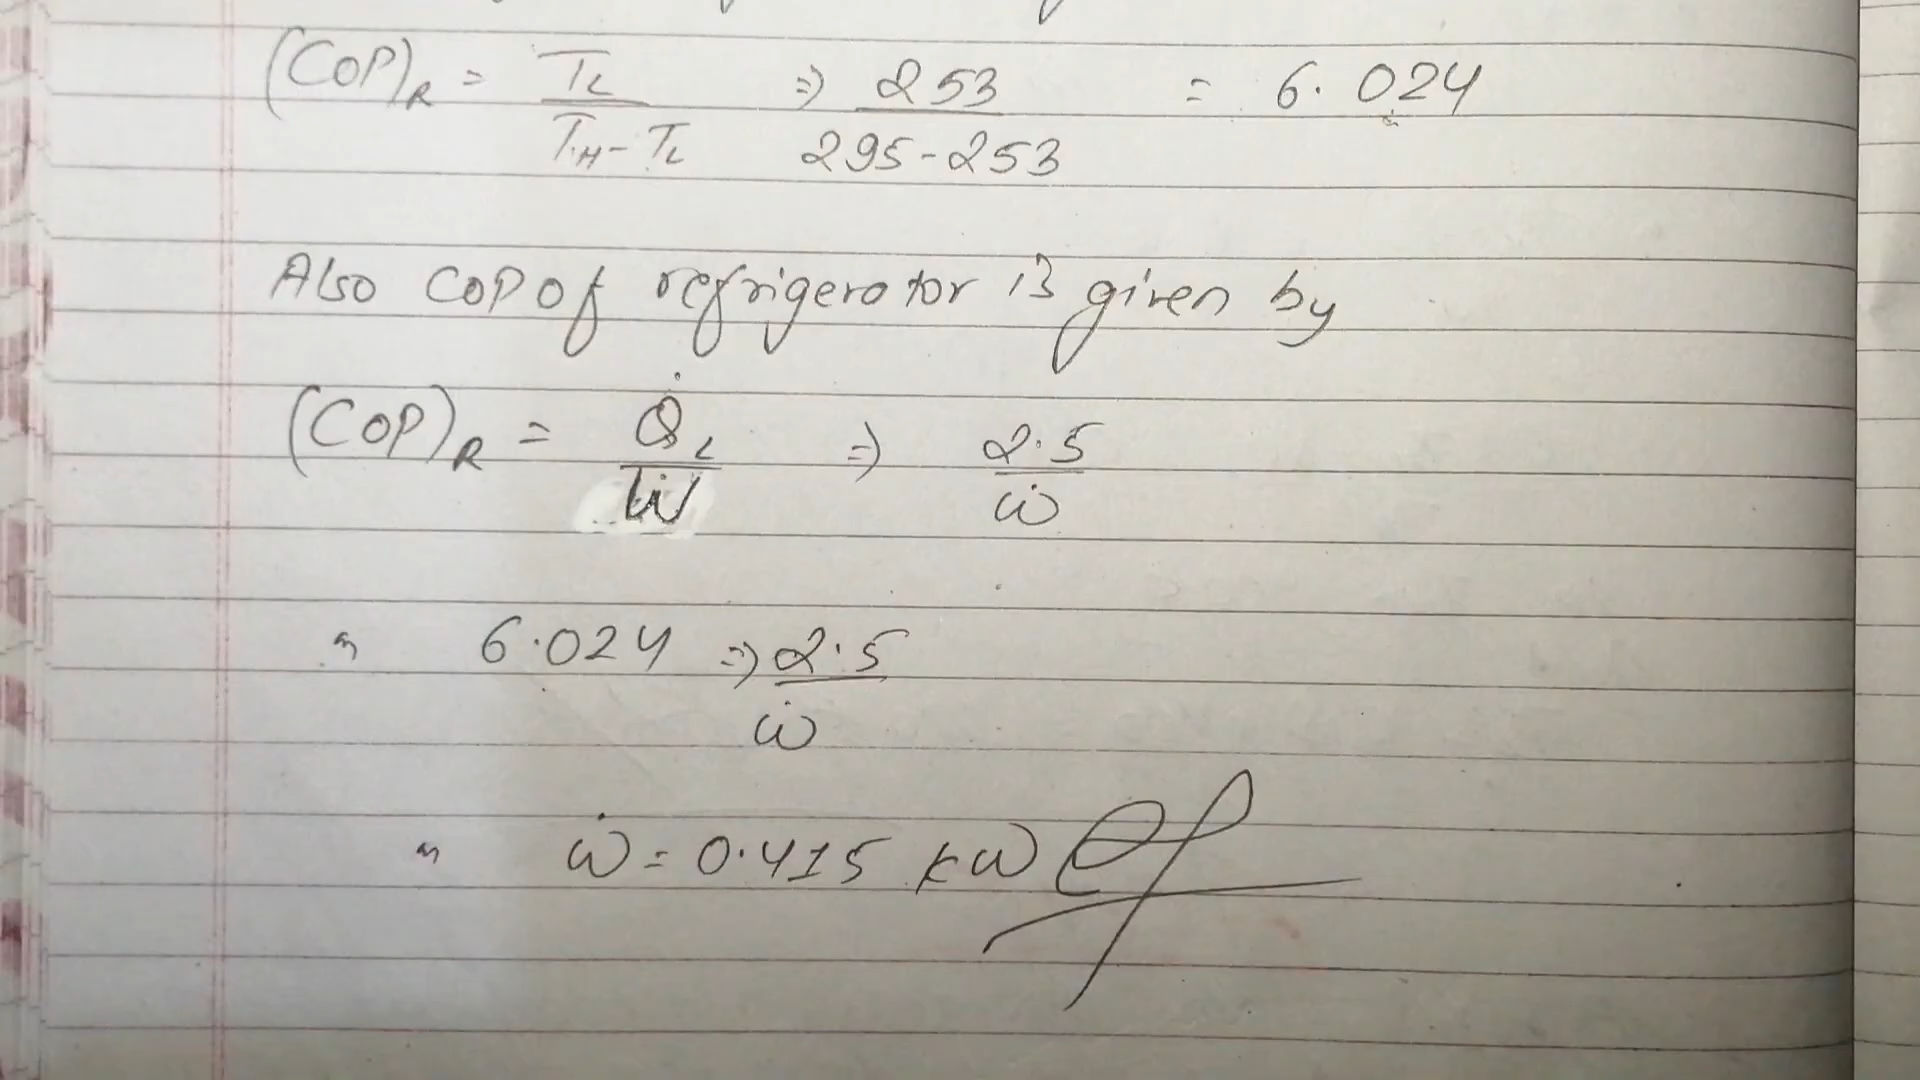 (COP)R = TL / TH - TL ⇒ 253 / 295 - 253 = 6.024
Also COP of refrigerator is given by
(COP)R = Q̇L / Ẇ ⇒ 2.5 / ẇ
" 6.024 ⇒ 2.5 / ẇ
" ẇ = 0.415 kW